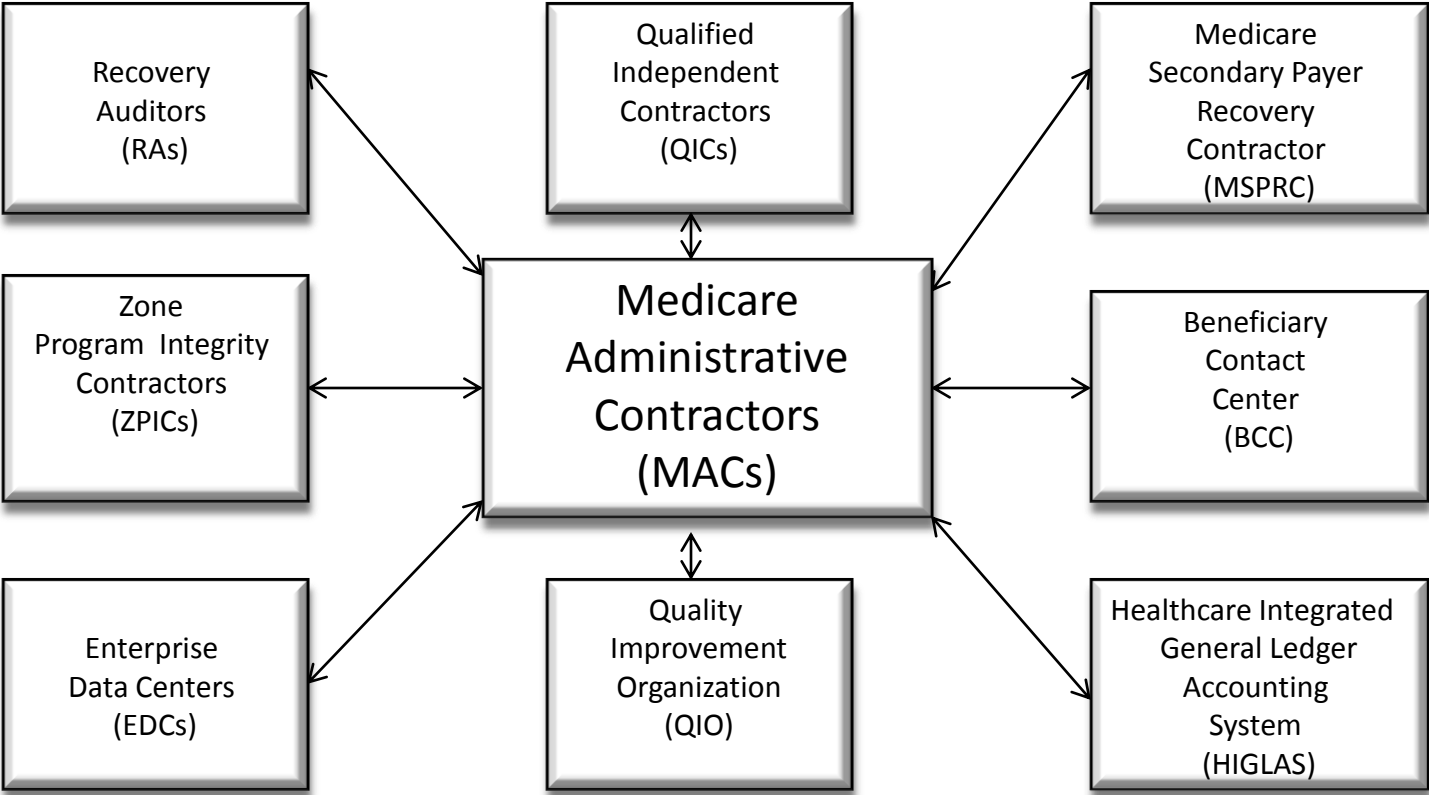 Recovery
Auditors
(RAs)
Qualified
Independent
Contractors
(QICs)
Medicare
Secondary Payer
Recovery
Contractor
(MSPRC)
Zone
Program Integrity
Contractors
(ZPICs)
Medicare
Administrative
Contractors
(MACs)
Beneficiary
Contact
Center
(BCC)
Enterprise
Data Centers
(EDCs)
Quality
Improvement
Organization
(QIO)
Healthcare Integrated
General Ledger
Accounting
System
(HIGLAS)